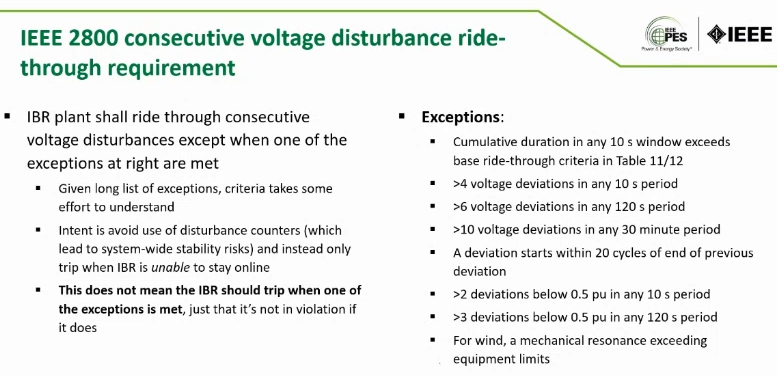 IEEE 2800 consecutive voltage disturbance ride-
through requirement
IEEE
PES
Power & Energy Society®
IEEE
IBR plant shall ride through consecutive
voltage disturbances except when one of the
exceptions at right are met
Given long list of exceptions, criteria takes some
effort to understand
Intent is avoid use of disturbance counters (which
lead to system-wide stability risks) and instead only
trip when IBR is unable to stay online
This does not mean the IBR should trip when one of
the exceptions is met, just that it's not in violation if
it does
Exceptions:
Cumulative duration in any 10 s window exceeds
base ride-through criteria in Table 11/12
>4 voltage deviations in any 10 s period
>6 voltage deviations in any 120 s period
>10 voltage deviations in any 30 minute period
A deviation starts within 20 cycles of end of previous
deviation
>2 deviations below 0.5 pu in any 10 s period
>3 deviations below 0.5 pu in any 120 s period
For wind, a mechanical resonance exceeding
equipment limits